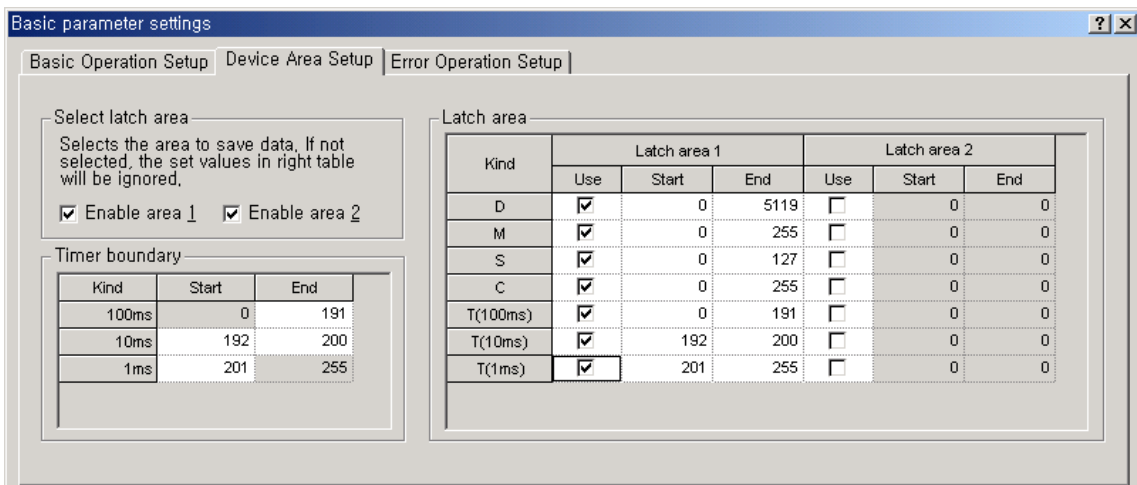 Basic parameter settings
Basic Operation Setup Device Area Setup Error Operation Setup
Select latch area
Selects the area to save data, If not
selected, the set values in right table
will be ignored,
Enable area 1 Enable area 2
Timer boundary
Kind Start End
100ms 0 191
10ms 192 200
1ms 201 255
Latch area
Kind Latch area 1 Latch area 2
Use Start End Use Start End
D 0 5119 0 0
M 0 255 0 0
S 0 127 0 0
C 0 255 0 0
T(100ms) 0 191 0 0
T(10ms) 192 200 0 0
T(1ms) 201 255 0 0